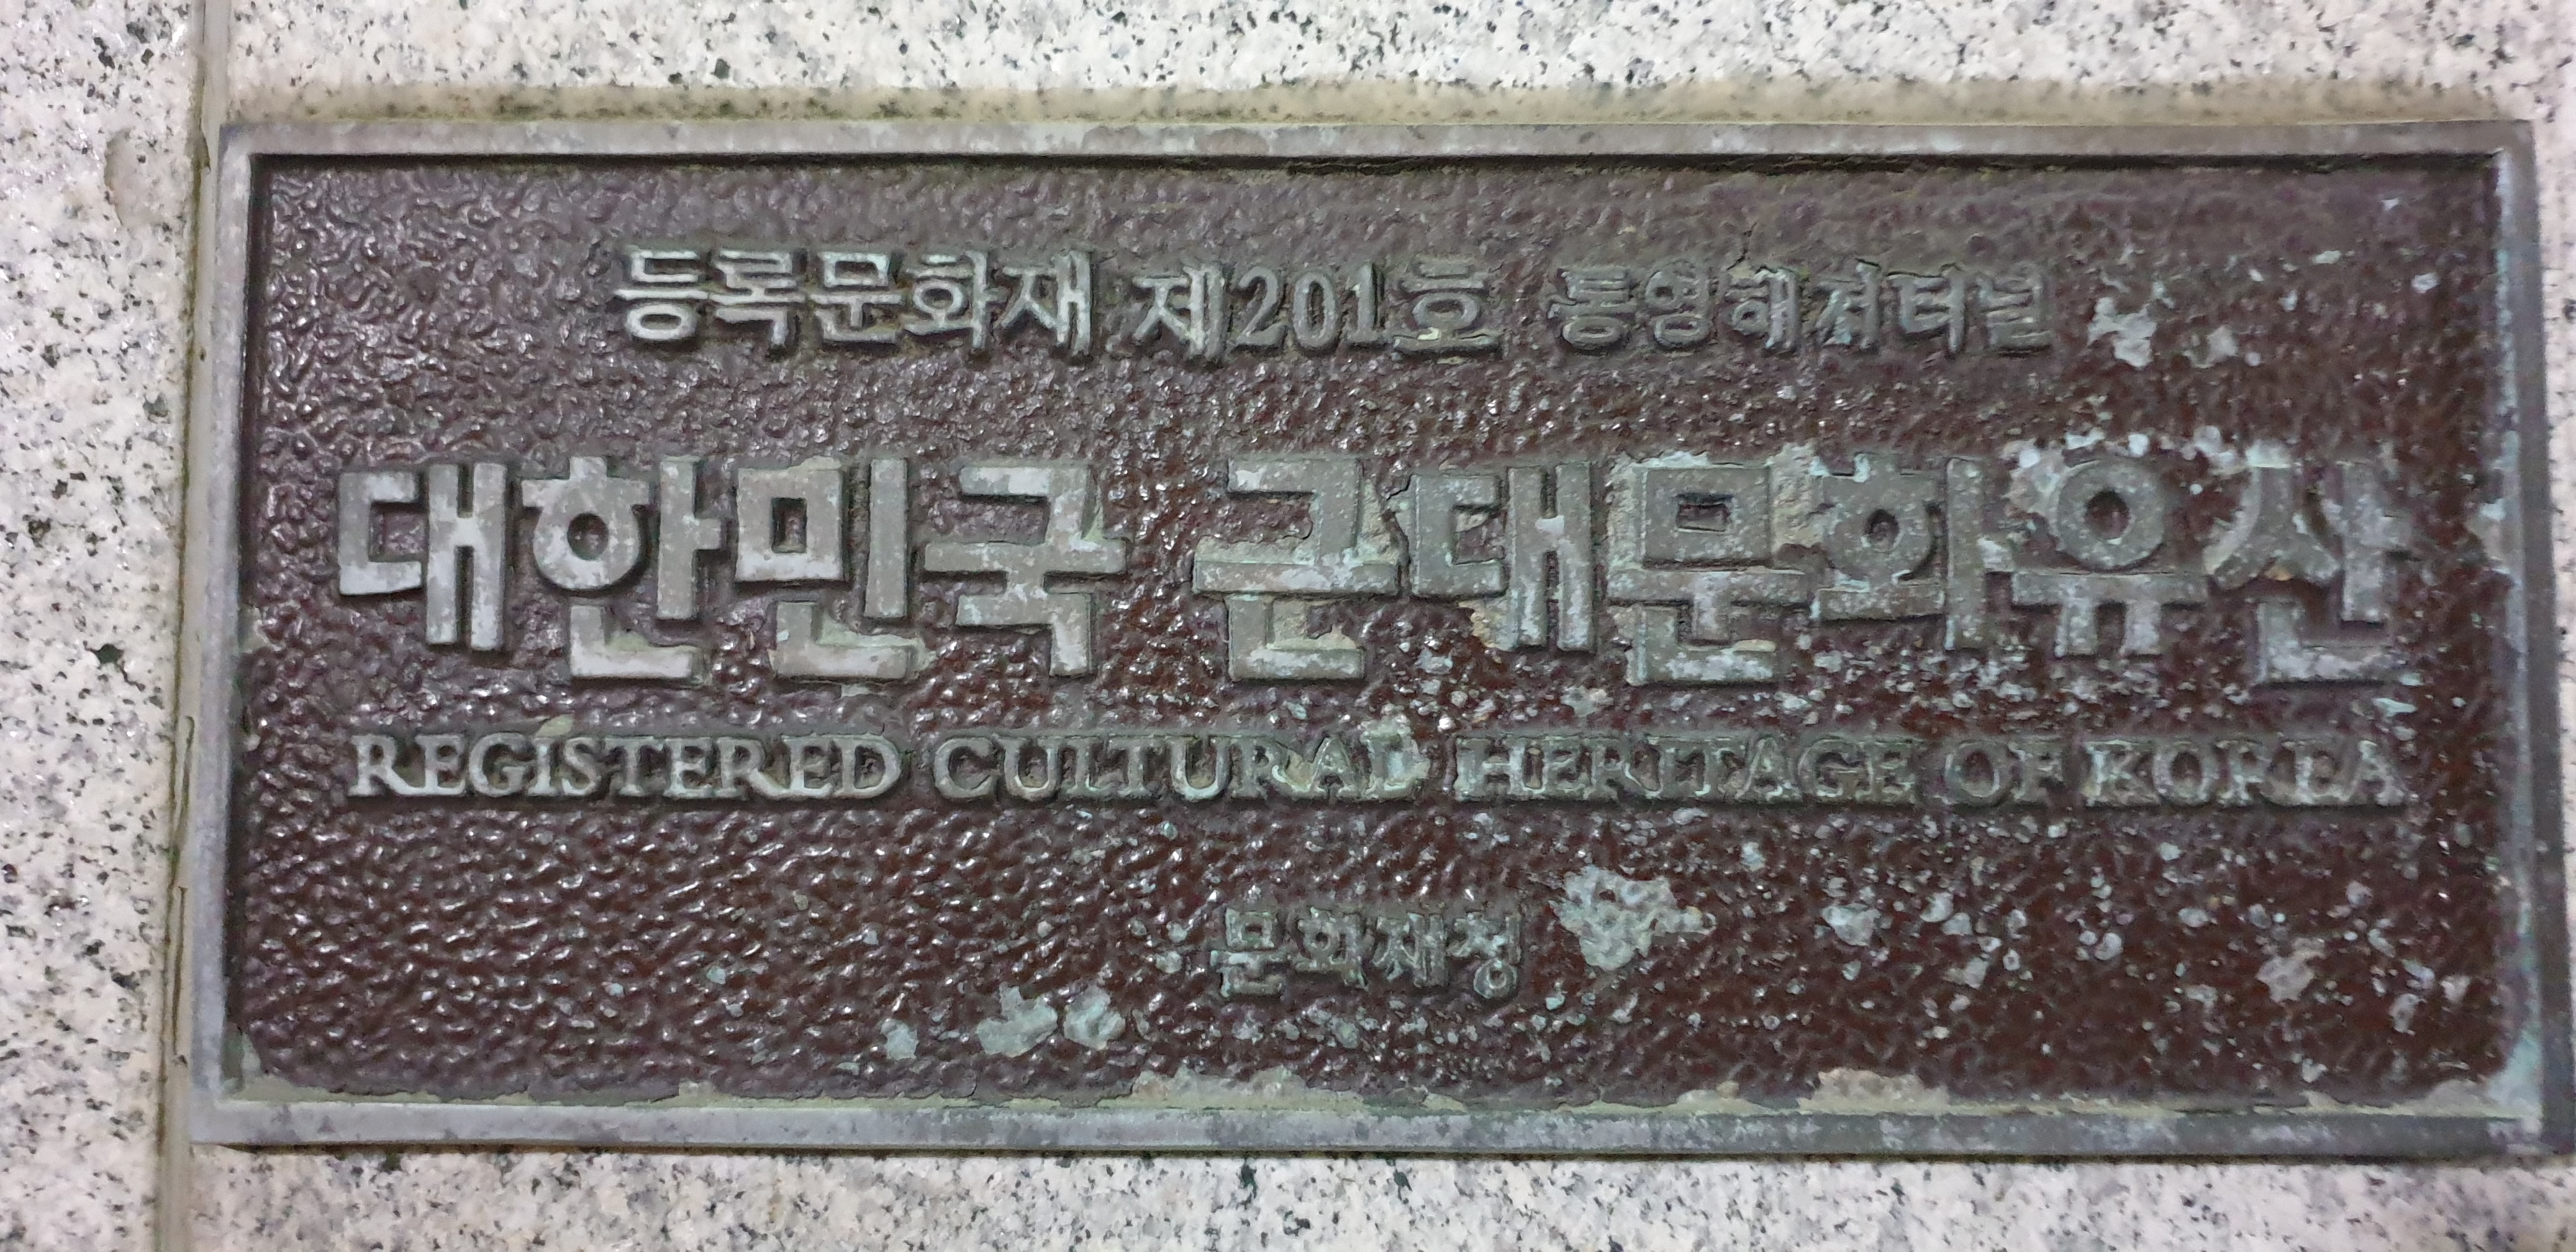 등록문화재 제201호 통영해저터널
대한민국 근대문화유산
REGISTERED CULTURAL HERITAGE OF KOREA
문화재청